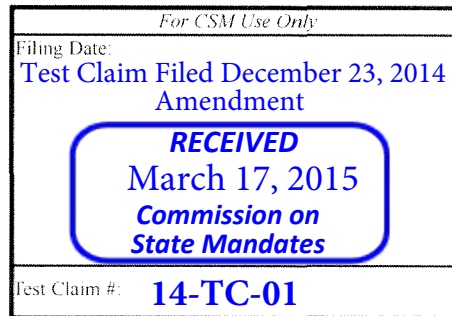 For CSM Use Only
Filing Date:
Test Claim Filed December 23, 2014
Amendment
RECEIVED
March 17, 2015
Commission on
State Mandates
Test Claim #: 14-TC-01